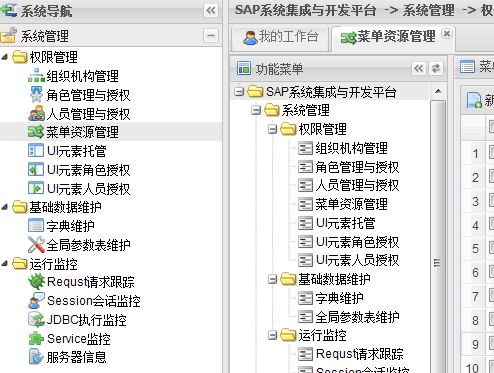 系统导航
系统管理
权限管理
组织机构管理
角色管理与授权
人员管理与授权
菜单资源管理
UI元素托管
UI元素角色授权
UI元素人员授权
基础数据维护
字典维护
全局参数表维护
运行监控
Requst请求跟踪
Session会话监控
JDBC执行监控
Service监控
服务器信息
SAP系统集成与开发平台 -> 系统管理 -> 权
我的工作台
菜单资源管理
功能菜单
SAP系统集成与开发平台
系统管理
权限管理
组织机构管理
角色管理与授权
人员管理与授权
菜单资源管理
UI元素托管
UI元素角色授权
UI元素人员授权
基础数据维护
字典维护
全局参数表维护
运行监控
Requst请求跟踪
Session会话监控
菜单
新
1
2
3
4
5
6
7
8
9
10